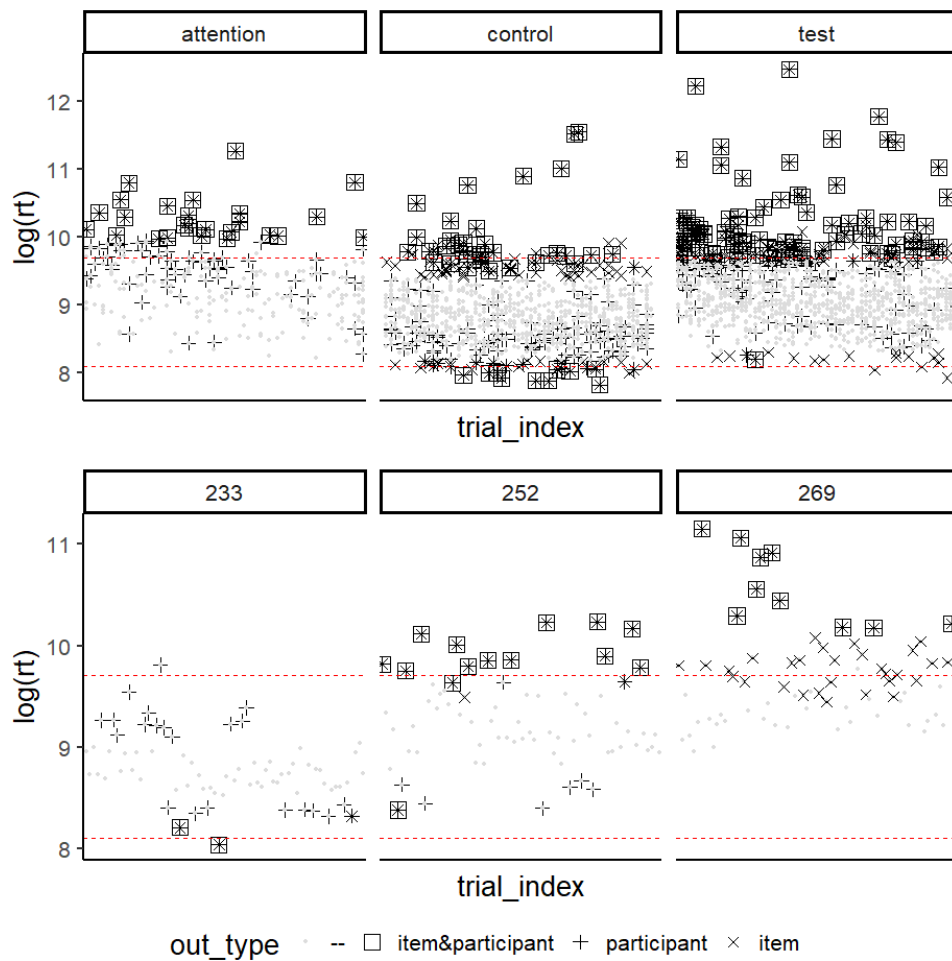 attention control test
12
11
10
9
8
log(rt)
trial_index
233 252 269
11
10
9
8
log(rt)
trial_index
out_type -- item&participant participant item